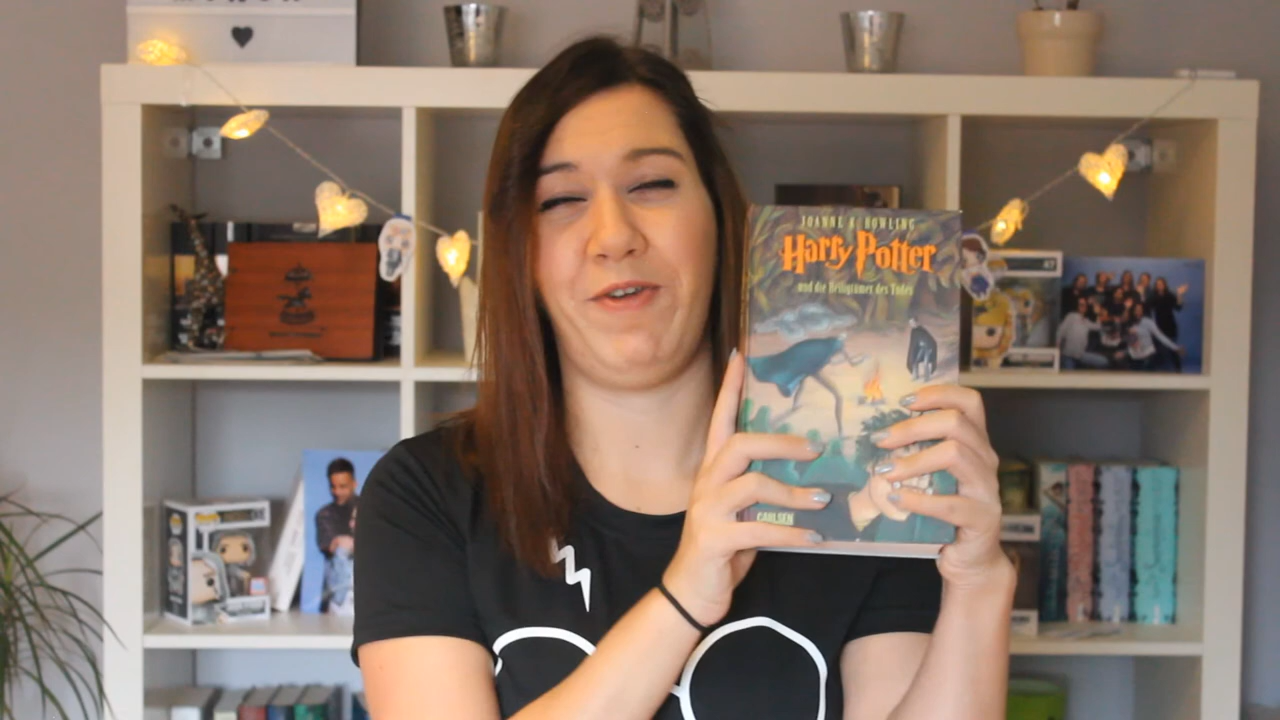 JOANNE K. ROWLING
Harry Potter
und die Heiligtümer des Todes
CARLSEN